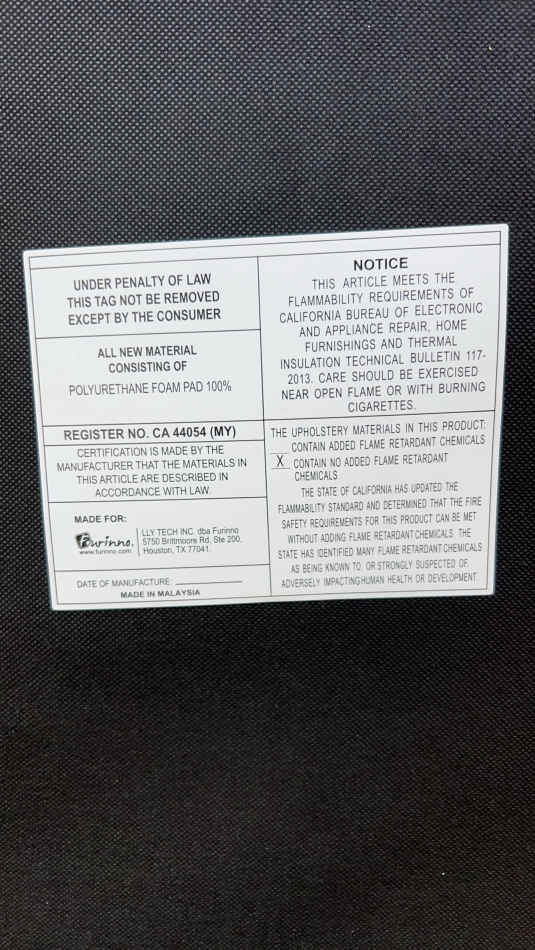 UNDER PENALTY OF LAW
THIS TAG NOT BE REMOVED
EXCEPT BY THE CONSUMER
ALL NEW MATERIAL
CONSISTING OF
POLYURETHANE FOAM PAD 100%
REGISTER NO. CA 44054 (MY)
CERTIFICATION IS MADE BY THE
MANUFACTURER THAT THE MATERIALS IN
THIS ARTICLE ARE DESCRIBED IN
ACCORDANCE WITH LAW.
MADE FOR:
Furinno.
www.furinno.com
LLY TECH INC. dba Furinno
5750 Brittmoore Rd, Ste 200,
Houston, TX 77041.
DATE OF MANUFACTURE:
MADE IN MALAYSIA
NOTICE
THIS ARTICLE MEETS THE
FLAMMABILITY REQUIREMENTS OF
CALIFORNIA BUREAU OF ELECTRONIC
AND APPLIANCE REPAIR, HOME
FURNISHINGS AND THERMAL
INSULATION TECHNICAL BULLETIN 117-
2013. CARE SHOULD BE EXERCISED
NEAR OPEN FLAME OR WITH BURNING
CIGARETTES.
THE UPHOLSTERY MATERIALS IN THIS PRODUCT:
CONTAIN ADDED FLAME RETARDANT CHEMICALS
X CONTAIN NO ADDED FLAME RETARDANT
CHEMICALS
THE STATE OF CALIFORNIA HAS UPDATED THE
FLAMMABILITY STANDARD AND DETERMINED THAT THE FIRE
SAFETY REQUIREMENTS FOR THIS PRODUCT CAN BE MET
WITHOUT ADDING FLAME RETARDANT CHEMICALS. THE
STATE HAS IDENTIFIED MANY FLAME RETARDANT CHEMICALS
AS BEING KNOWN TO, OR STRONGLY SUSPECTED OF,
ADVERSELY IMPACTING HUMAN HEALTH OR DEVELOPMENT.